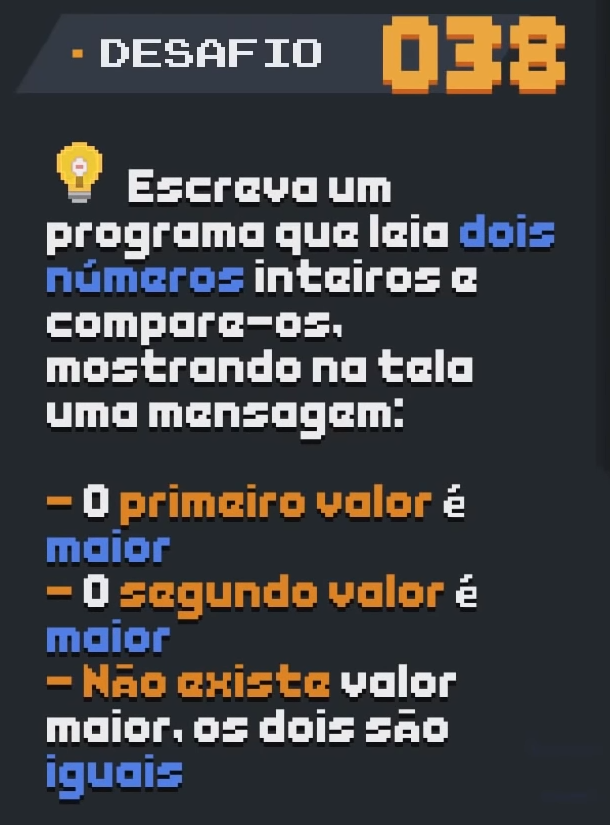 DESAFIO 038
Escreva um
programa que leia dois
números inteiros e
compare-os,
mostrando na tela
uma mensagem:
- O primeiro valor é
maior
- O segundo valor é
maior
- Não existe valor
maior, os dois são
iguais